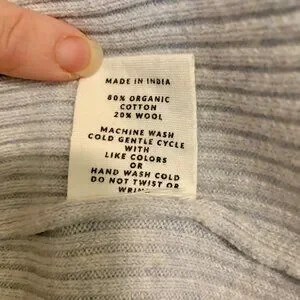 MADE IN INDIA
80% ORGANIC
COTTON
20% WOOL
MACHINE WASH
COLD GENTLE CYCLE
WITH
LIKE COLORS
OR
HAND WASH COLD
DO NOT TWIST OR